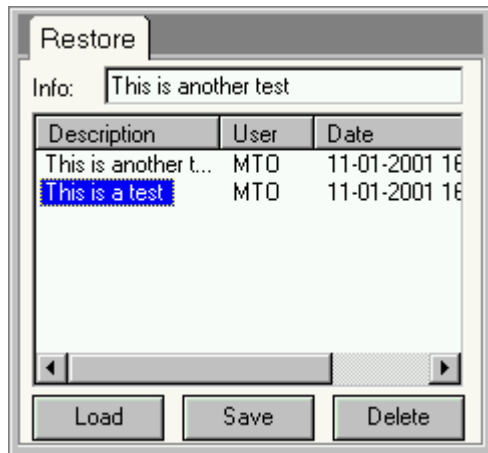 Restore
Info: This is another test
Description User Date
This is another t... MTO 11-01-2001 16
This is a test MTO 11-01-2001 16
Load Save Delete